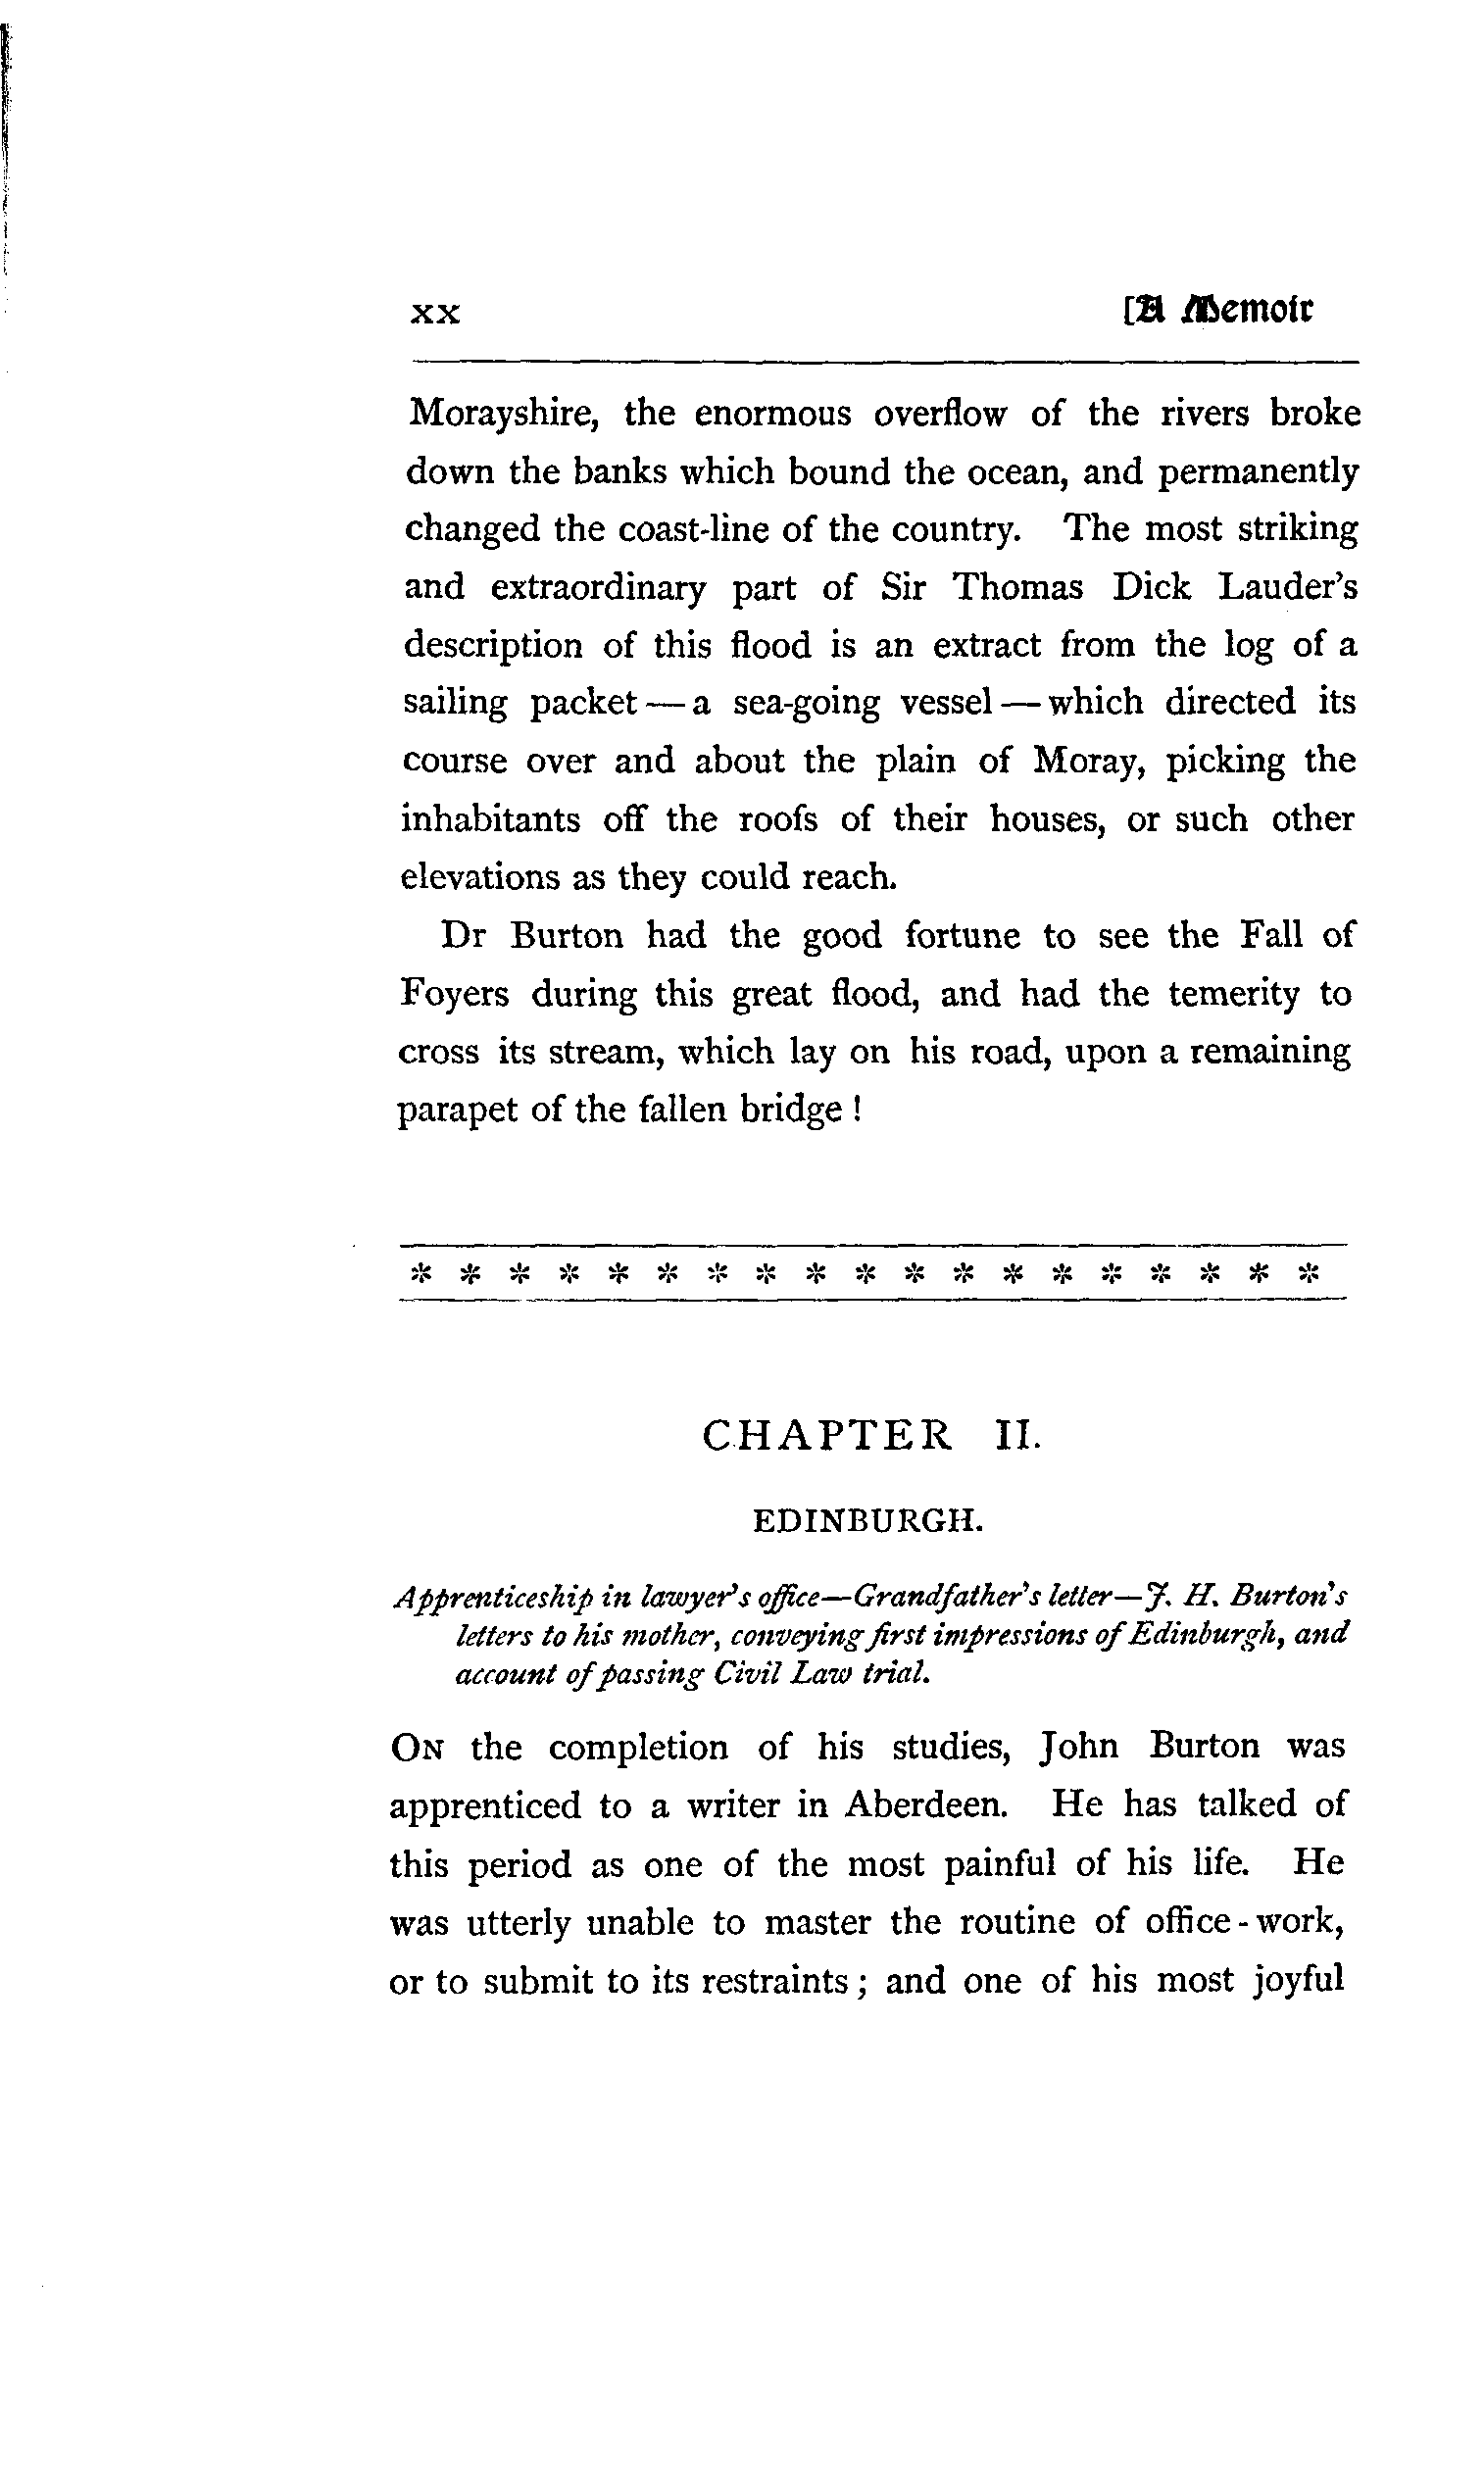 xx [A Memoir
Morayshire, the enormous overflow of the rivers broke
down the banks which bound the ocean, and permanently
changed the coast-line of the country. The most striking
and extraordinary part of Sir Thomas Dick Lauder's
description of this flood is an extract from the log of a
sailing packet — a sea-going vessel — which directed its
course over and about the plain of Moray, picking the
inhabitants off the roofs of their houses, or such other
elevations as they could reach.
Dr Burton had the good fortune to see the Fall of
Foyers during this great flood, and had the temerity to
cross its stream, which lay on his road, upon a remaining
parapet of the fallen bridge !
* * * * * * * * * * * * * * * * * * *
CHAPTER II.
EDINBURGH.
Apprenticeship in lawyer's office—Grandfather's letter—J. H. Burton's
letters to his mother, conveying first impressions of Edinburgh, and
account of passing Civil Law trial.
ON the completion of his studies, John Burton was
apprenticed to a writer in Aberdeen. He has talked of
this period as one of the most painful of his life. He
was utterly unable to master the routine of office-work,
or to submit to its restraints ; and one of his most joyful